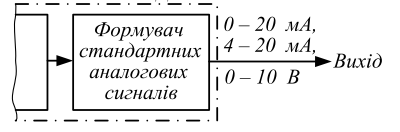 Формувач
стандартних
аналогових
сигналів
0 – 20 мА,
4 – 20 мА,
0 – 10 В
Вихід